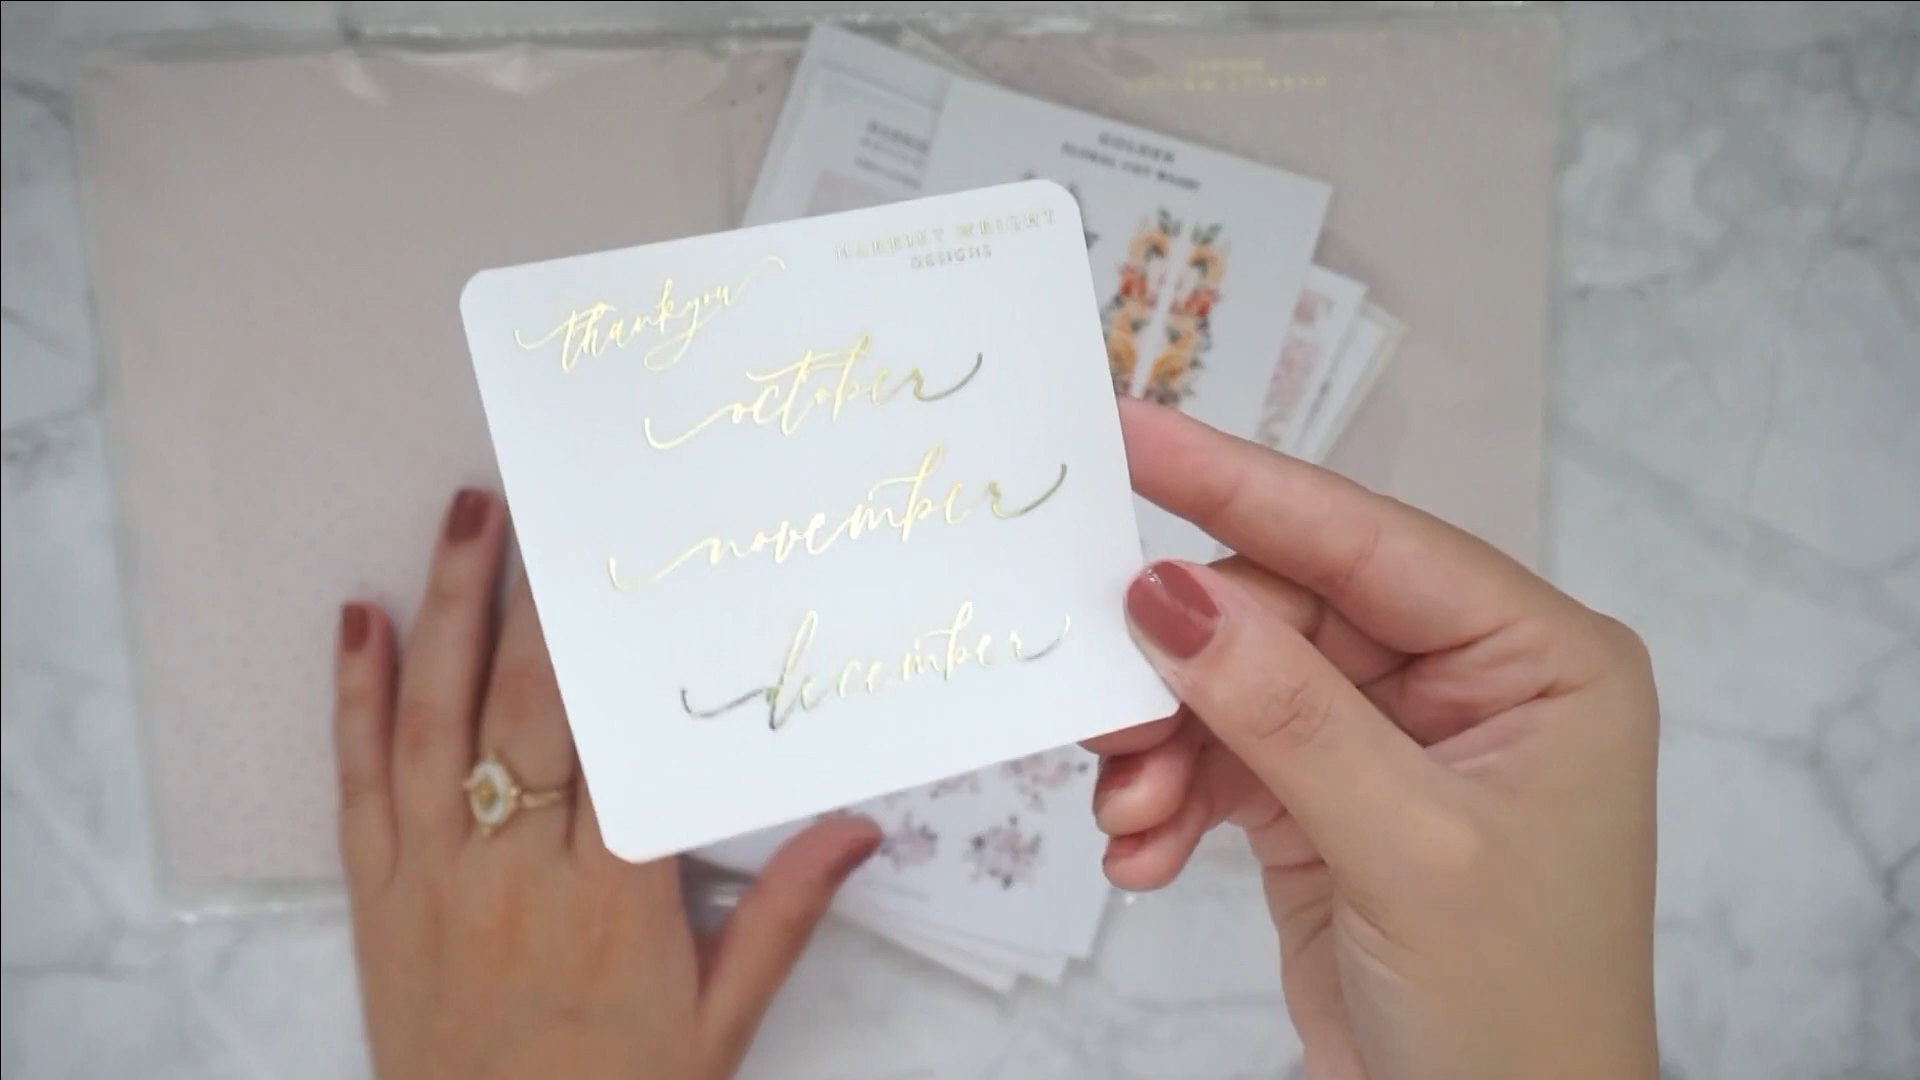 thankyou
HARRIET WRIGHT
DESIGNS
october
november
december
GOLDEN